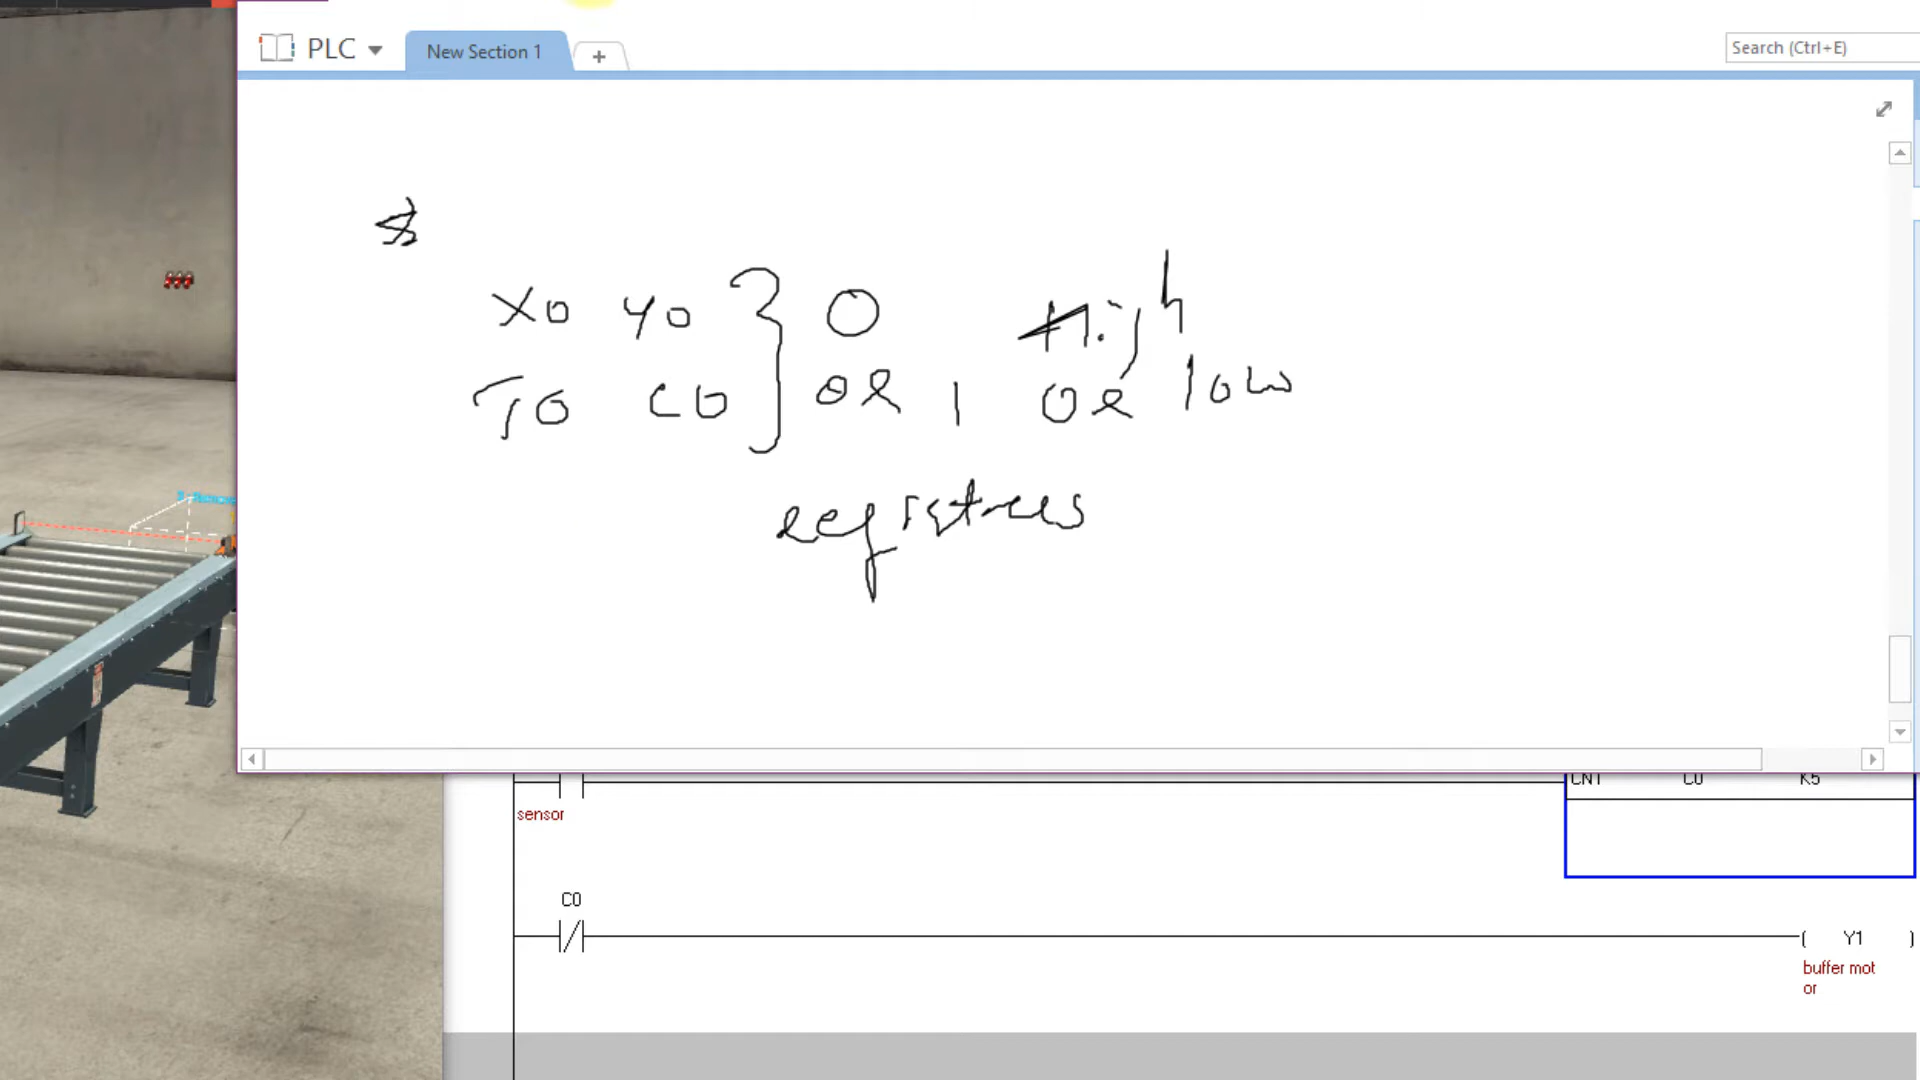 PLC New Section 1 + Search (Ctrl+E)
X0 Y0 } 0 High
T0 C0 } OR 1 OR low
registers
CNT C0 K5
sensor
C0
( Y1 )
buffer mot
or